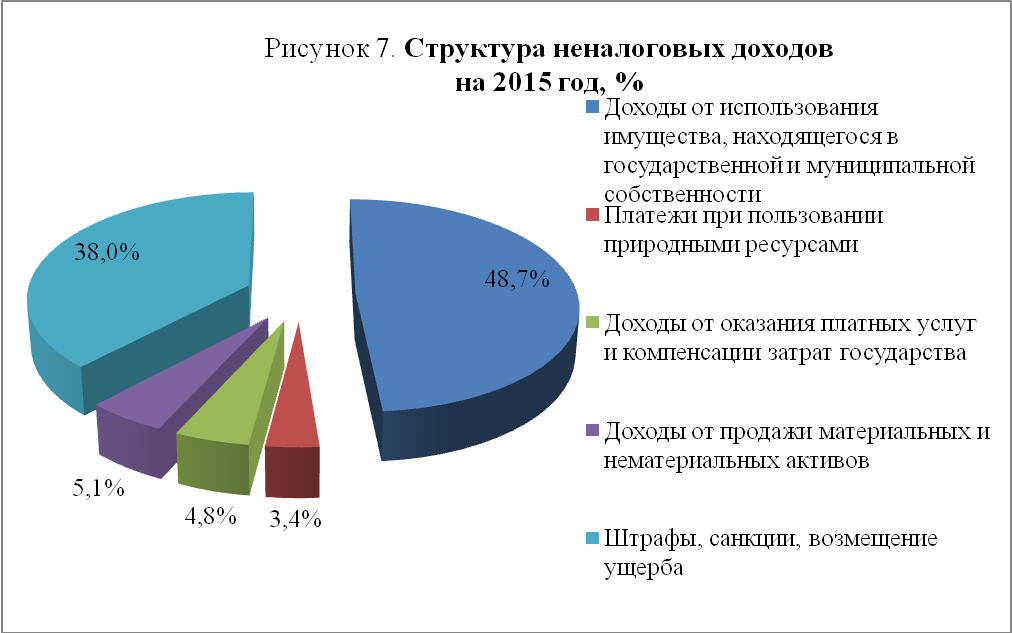 Рисунок 7. Структура неналоговых доходов
на 2015 год, %
Доходы от использования
имущества, находящегося в
государственной и муниципальной
собственности
Платежи при пользовании
природными ресурсами
Доходы от оказания платных услуг
и компенсации затрат государства
Доходы от продажи материальных и
нематериальных активов
Штрафы, санкции, возмещение
ущерба
38,0%
48,7%
5,1%
4,8%
3,4%